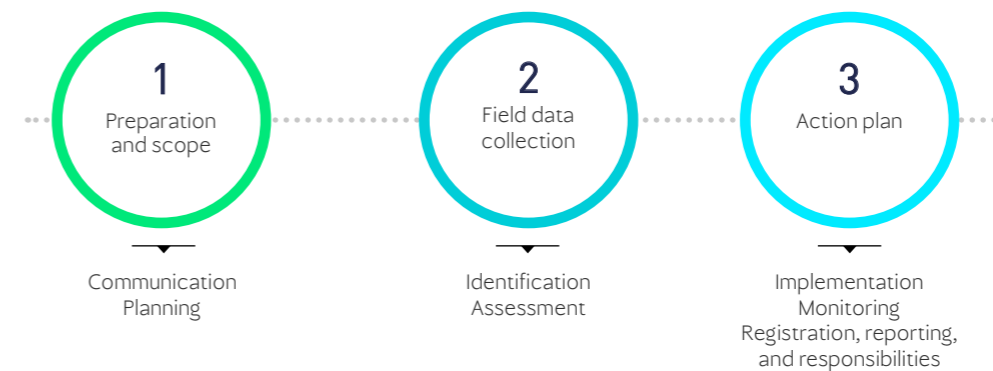 1
Preparation
and scope
Communication
Planning
2
Field data
collection
Identification
Assessment
3
Action plan
Implementation
Monitoring
Registration, reporting,
and responsibilities